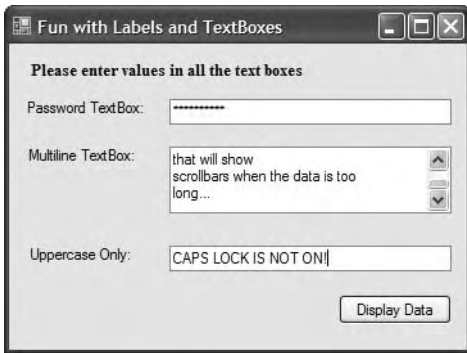 Fun with Labels and TextBoxes
Please enter values in all the text boxes
Password TextBox: **********
Multiline TextBox: that will show
scrollbars when the data is too
long...
Uppercase Only: CAPS LOCK IS NOT ON!
Display Data